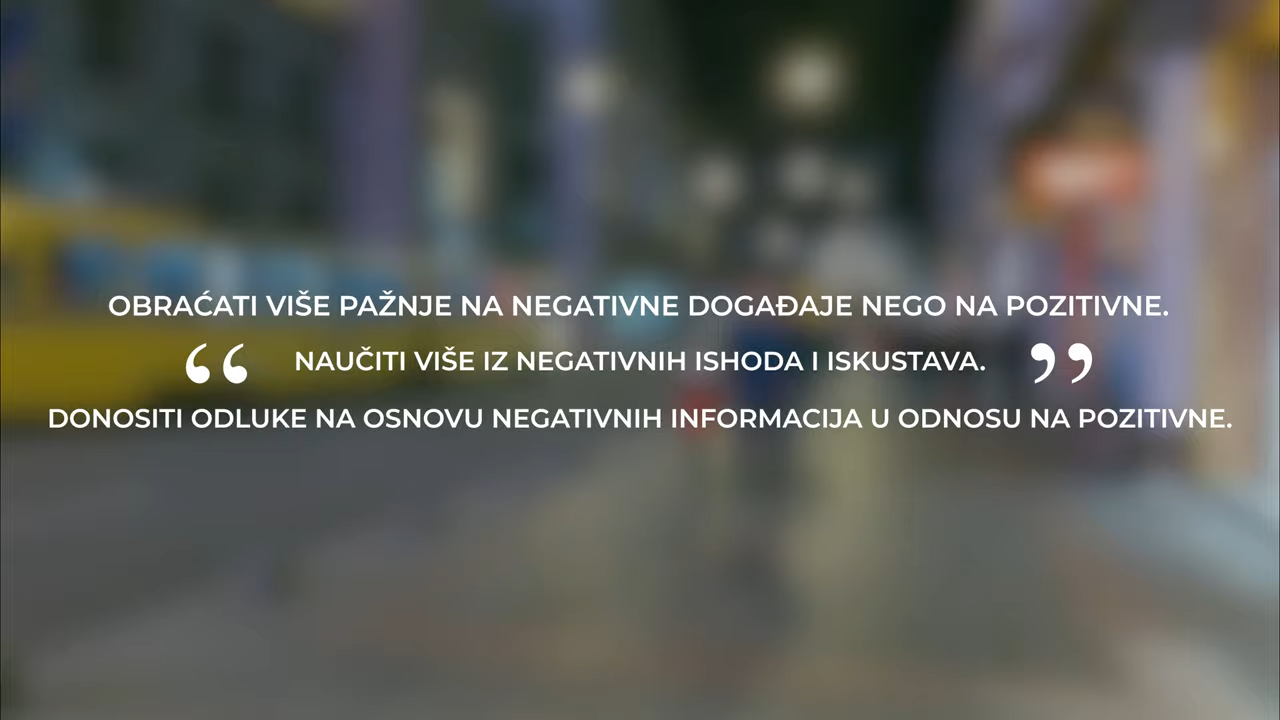 OBRAĆATI VIŠE PAŽNJE NA NEGATIVNE DOGAĐAJE NEGO NA POZITIVNE.
“ NAUČITI VIŠE IZ NEGATIVNIH ISHODA I ISKUSTAVA. ”
DONOSITI ODLUKE NA OSNOVU NEGATIVNIH INFORMACIJA U ODNOSU NA POZITIVNE.